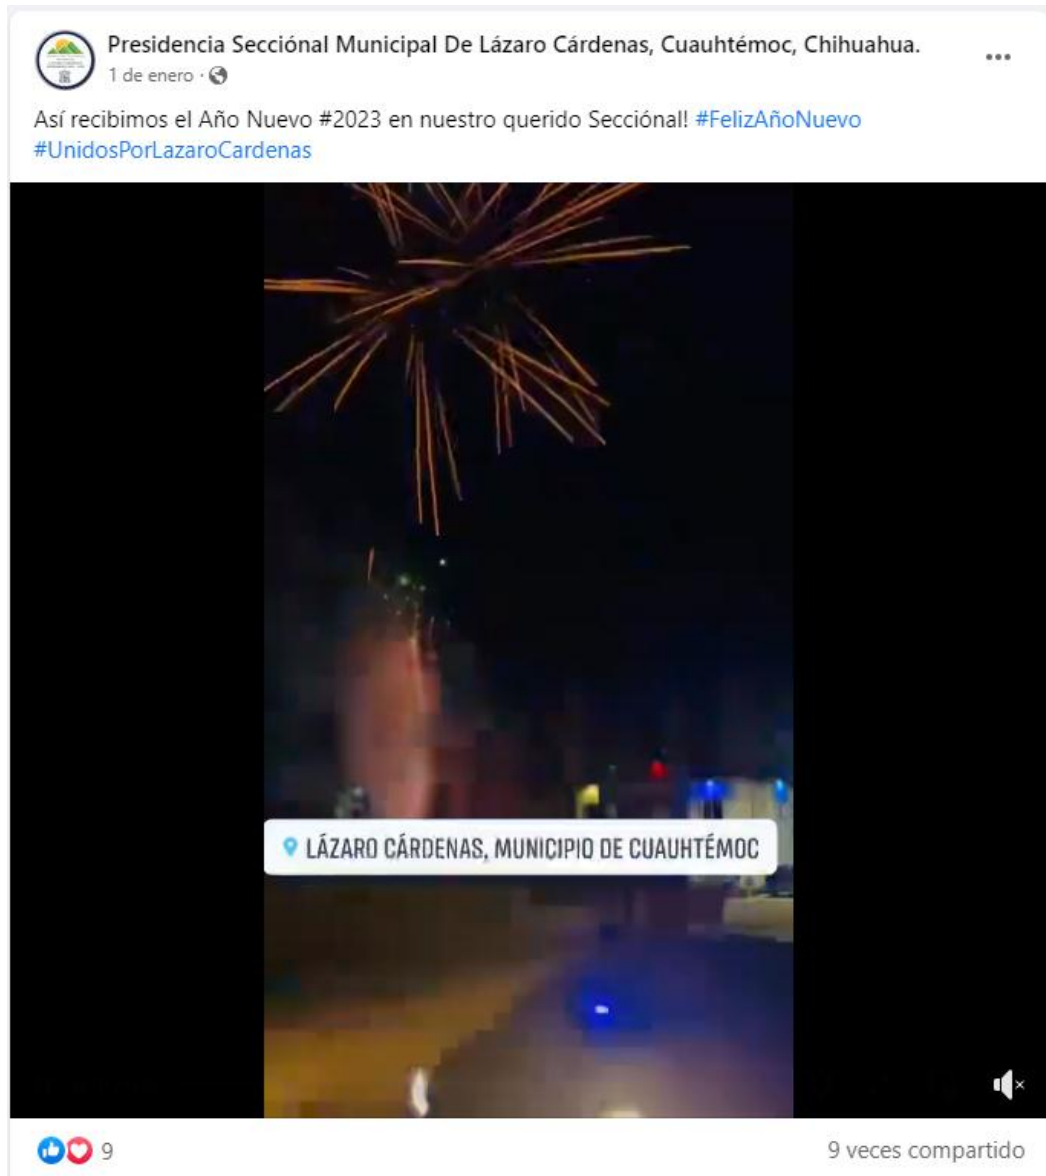 Presidencia Secciónal Municipal De Lázaro Cárdenas, Cuauhtémoc, Chihuahua.
1 de enero ·
Así recibimos el Año Nuevo #2023 en nuestro querido Secciónal! #FelizAñoNuevo
#UnidosPorLazaroCardenas
LÁZARO CÁRDENAS, MUNICIPIO DE CUAUHTÉMOC
9
9 veces compartido